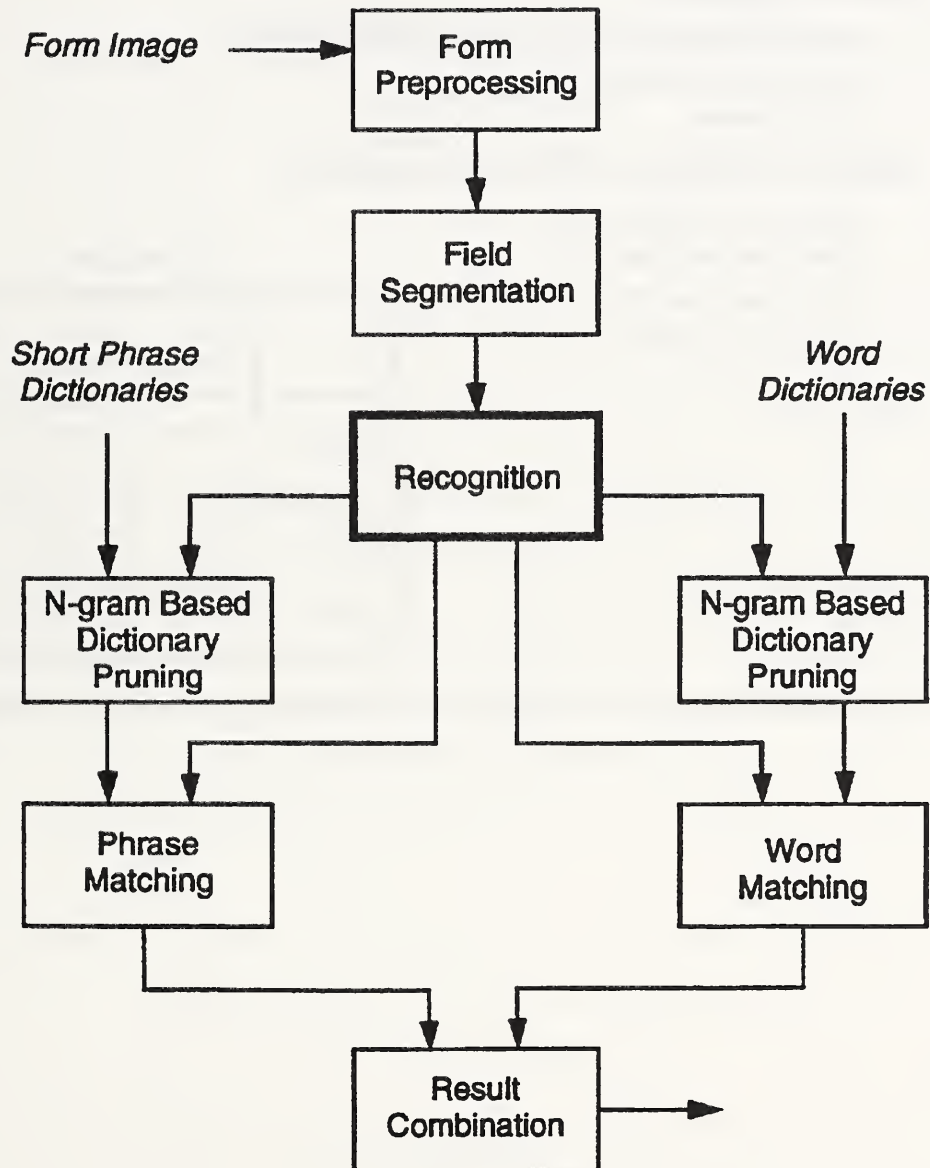 Form Image
Form
Preprocessing
Field
Segmentation
Short Phrase
Dictionaries
Word
Dictionaries
Recognition
N-gram Based
Dictionary
Pruning
N-gram Based
Dictionary
Pruning
Phrase
Matching
Word
Matching
Result
Combination